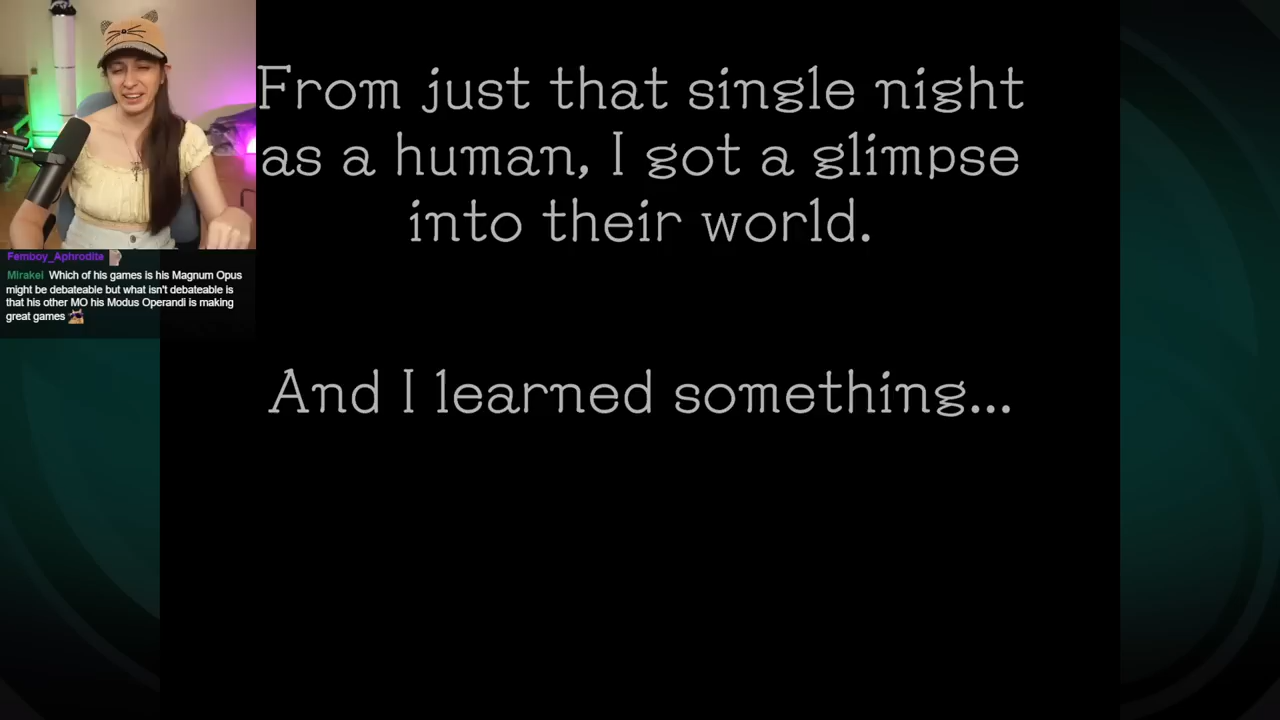 From just that single night
as a human, I got a glimpse
into their world.
And I learned something...
Femboy_Aphrodite
Mirakel Which of his games is his Magnum Opus
might be debateable but what isn't debateable is
that his other MO his Modus Operandi is making
great games